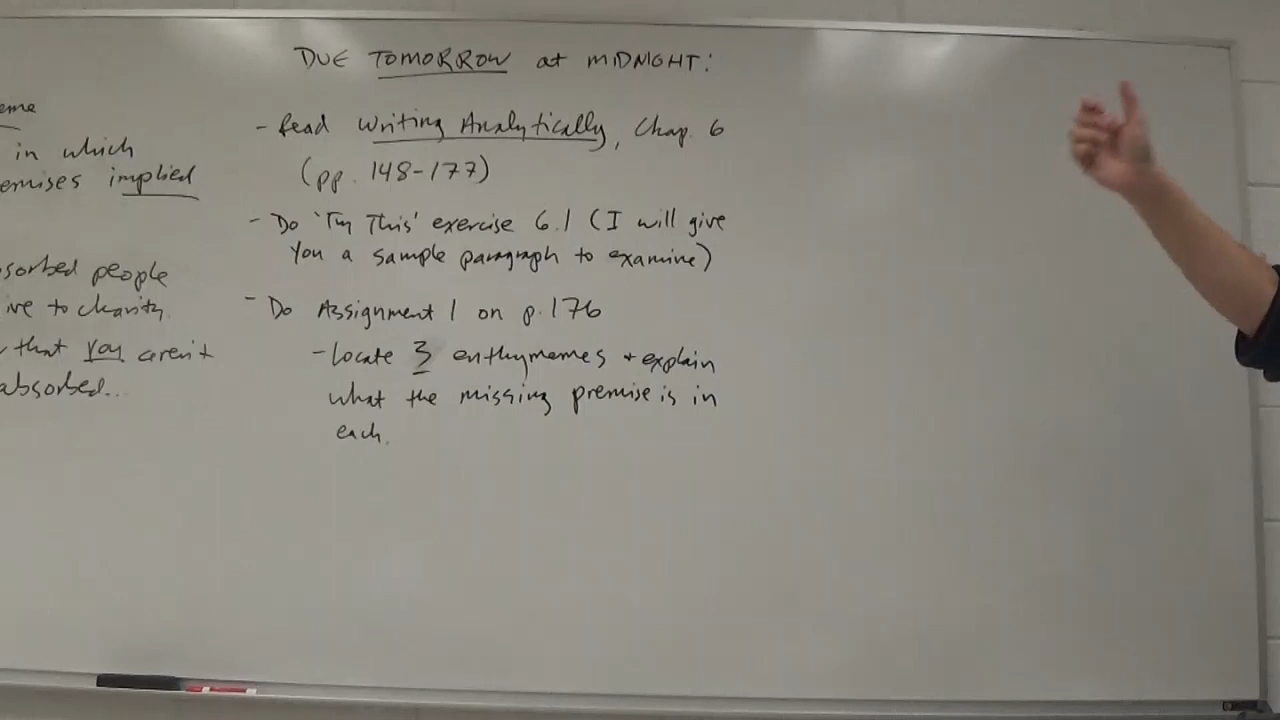 eme
in which
emises implied
sorbed people
ive to charity.
that you aren't
absorbed...
DUE TOMORROW at MIDNIGHT:
- Read Writing Analytically, Chap. 6
(pp. 148-177)
- Do 'Try This' exercise 6.1 (I will give
You a sample paragraph to examine)
- Do Assignment 1 on p. 176
- Locate 3 enthymemes + explain
what the missing premise is in
each.